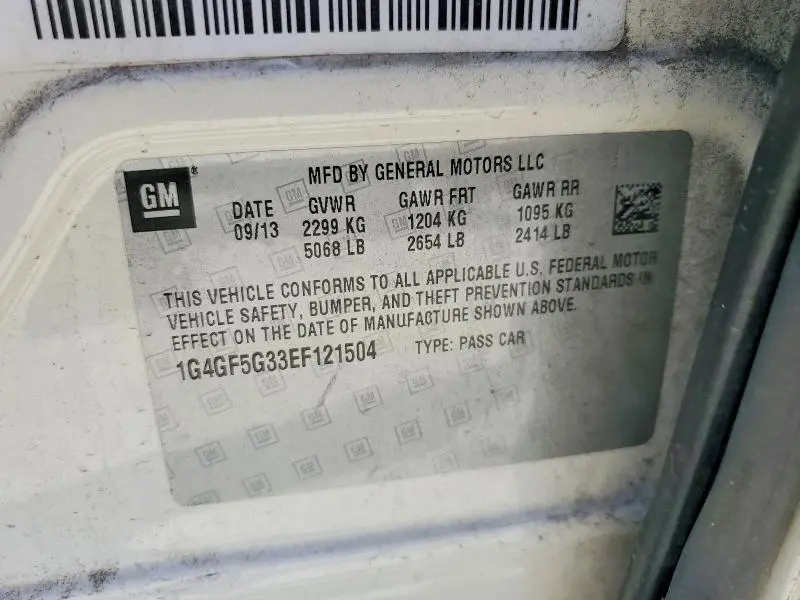 GM
MFD BY GENERAL MOTORS LLC
DATE GVWR GAWR FRT GAWR RR
09/13 2299 KG 1204 KG 1095 KG
5068 LB 2654 LB 2414 LB
THIS VEHICLE CONFORMS TO ALL APPLICABLE U.S. FEDERAL MOTOR
VEHICLE SAFETY, BUMPER, AND THEFT PREVENTION STANDARDS IN
EFFECT ON THE DATE OF MANUFACTURE SHOWN ABOVE.
1G4GF5G33EF121504 TYPE: PASS CAR